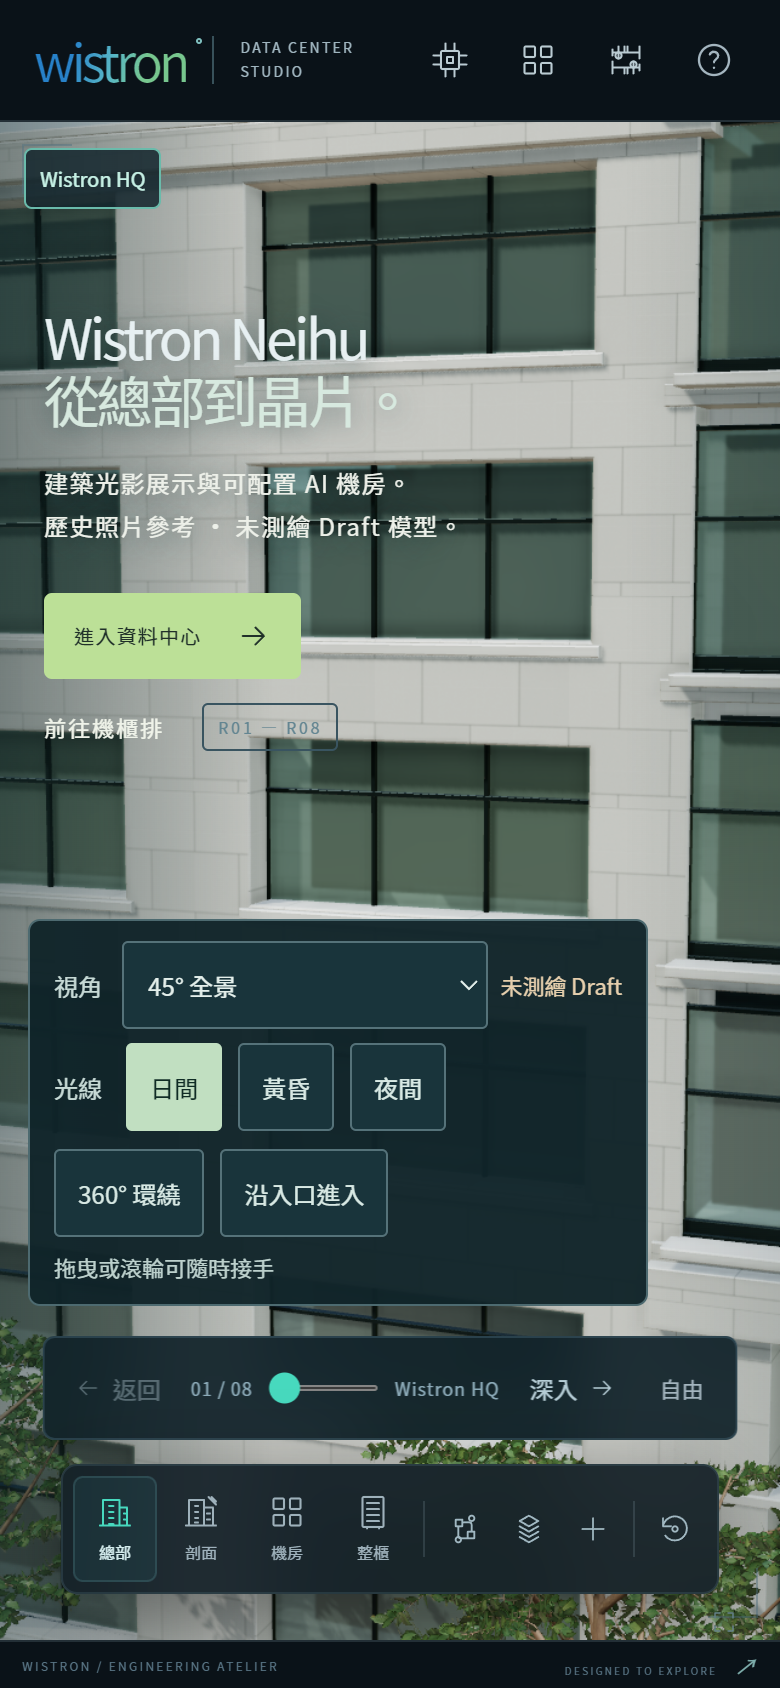 wistron
DATA CENTER
STUDIO
Wistron HQ
Wistron Neihu
從總部到晶片。
建築光影展示與可配置 AI 機房。
歷史照片參考 · 未測繪 Draft 模型。
進入資料中心 →
前往機櫃排 R01 — R08
視角 45° 全景 未測繪 Draft
光線 日間 黃昏 夜間
360° 環繞 沿入口進入
拖曳或滾輪可隨時接手
← 返回 01 / 08 Wistron HQ 深入 → 自由
總部 剖面 機房 整櫃
WISTRON / ENGINEERING ATELIER DESIGNED TO EXPLORE